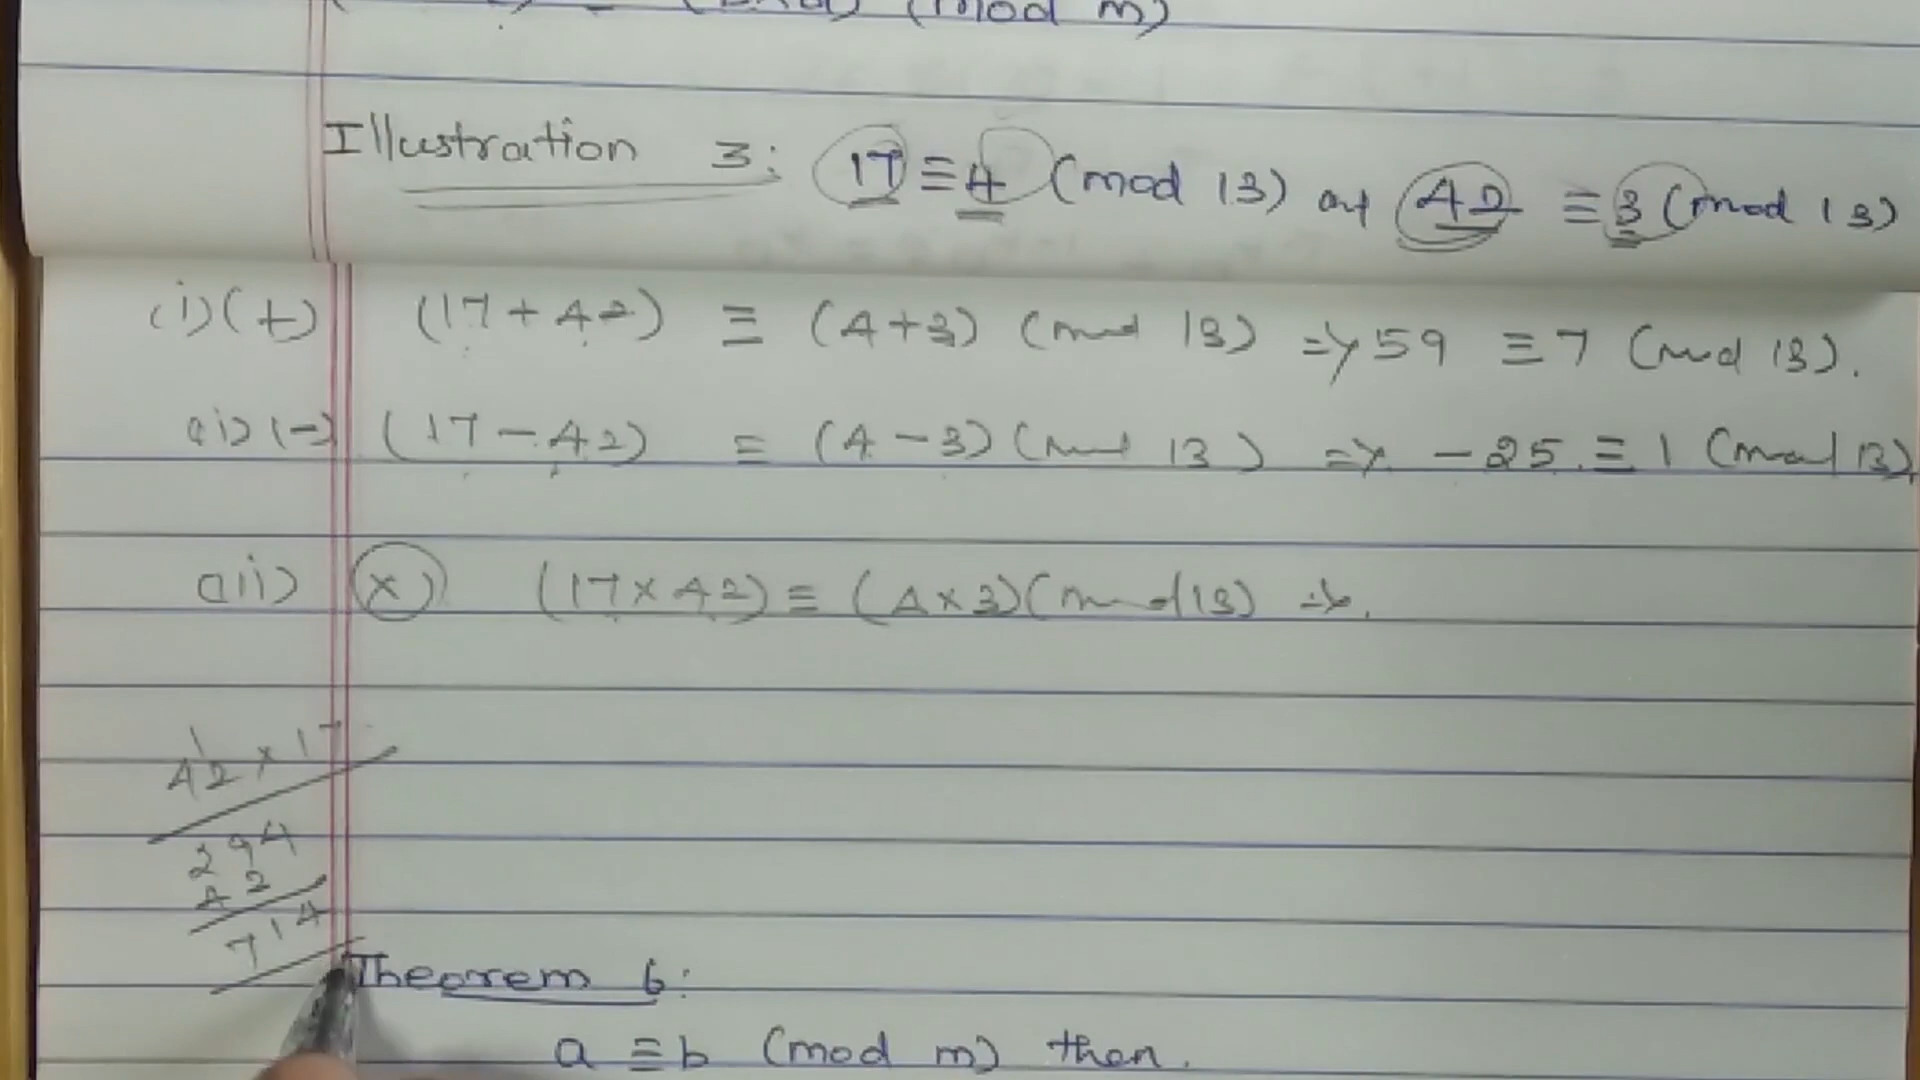 (mod m)
Illustration 3: 17 ≡ 4 (mod 13) and 42 ≡ 3 (mod 13)
(i) (+) (17 + 42) ≡ (4 + 3) (mod 13) => 59 ≡ 7 (mod 13).
(ii) (-) (17 - 42) ≡ (4 - 3) (mod 13) => -25 ≡ 1 (mod 13)
(iii) (x) (17 x 42) ≡ (4 x 3) (mod 13) =>
1
42 x 17
294
42
714
Theorem 6:
a ≡ b (mod m) then.